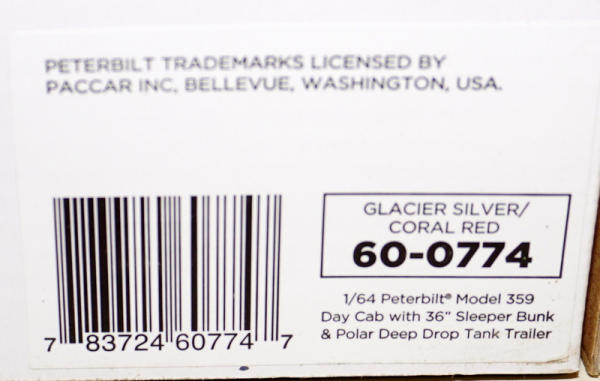 PETERBILT TRADEMARKS LICENSED BY
PACCAR INC, BELLEVUE, WASHINGTON, USA.
GLACIER SILVER/
CORAL RED
60-0774
1/64 Peterbilt® Model 359
Day Cab with 36" Sleeper Bunk
& Polar Deep Drop Tank Trailer
7 83724 60774 7